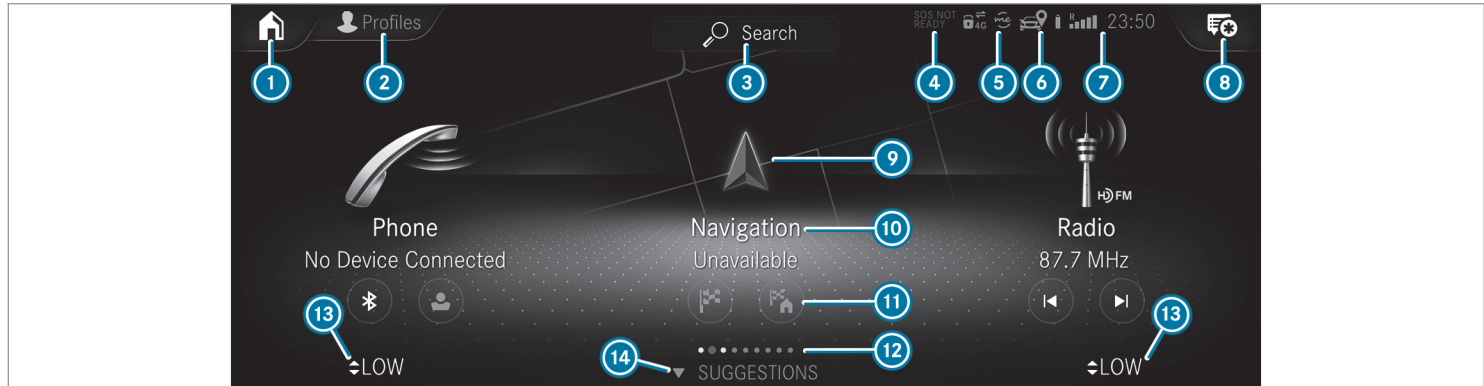 Profiles
Search
SOS NOT
READY
4G
me
R
23:50
1
2
3
4
5
6
7
8
9
HD FM
Phone
Navigation
10
Radio
No Device Connected
Unavailable
87.7 MHz
11
13
13
12
14
LOW
LOW
SUGGESTIONS